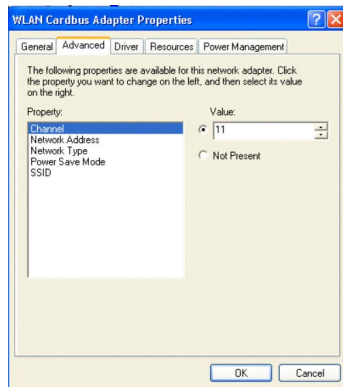 WLAN Cardbus Adapter Properties
General Advanced Driver Resources Power Management
The following properties are available for this network adapter. Click
the property you want to change on the left, and then select its value
on the right.
Property:
Value:
Channel
Network Address
Network Type
Power Save Mode
SSID
11
Not Present
OK Cancel